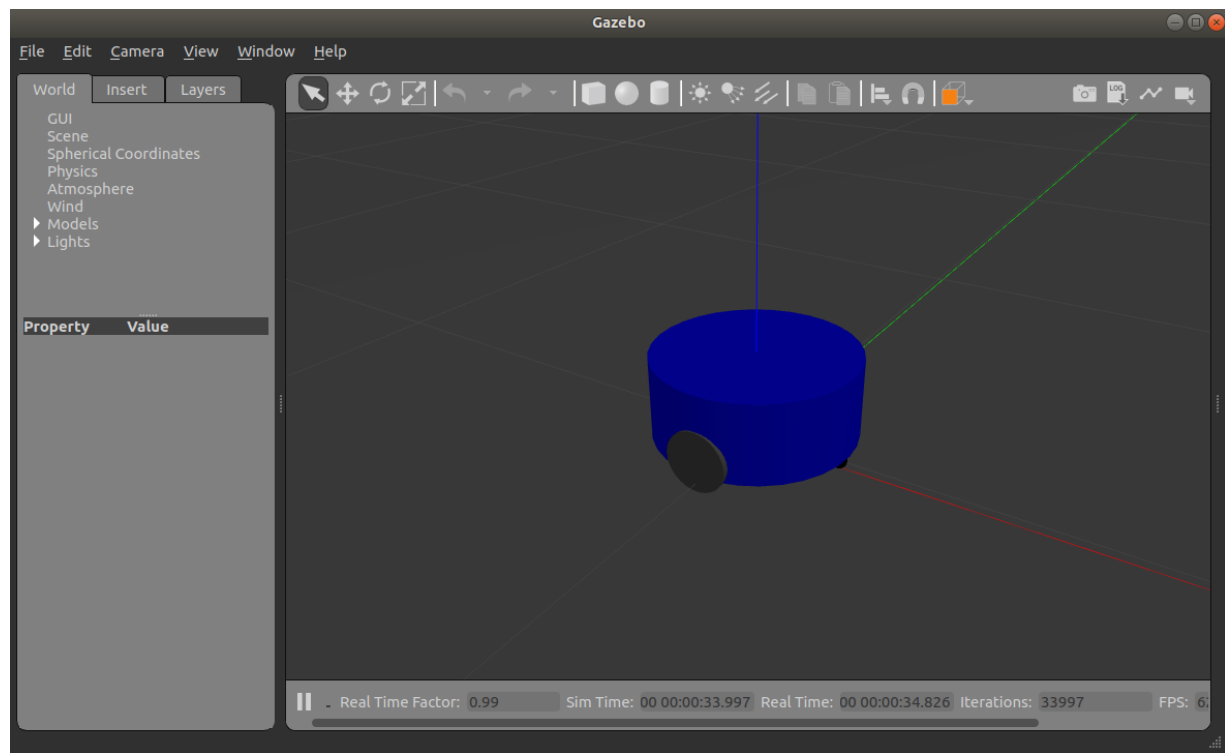 Gazebo
File Edit Camera View Window Help
World Insert Layers
GUI
Scene
Spherical Coordinates
Physics
Atmosphere
Wind
Models
Lights
Property Value
LOG
Real Time Factor: 0.99 Sim Time: 00 00:00:33.997 Real Time: 00 00:00:34.826 Iterations: 33997 FPS: